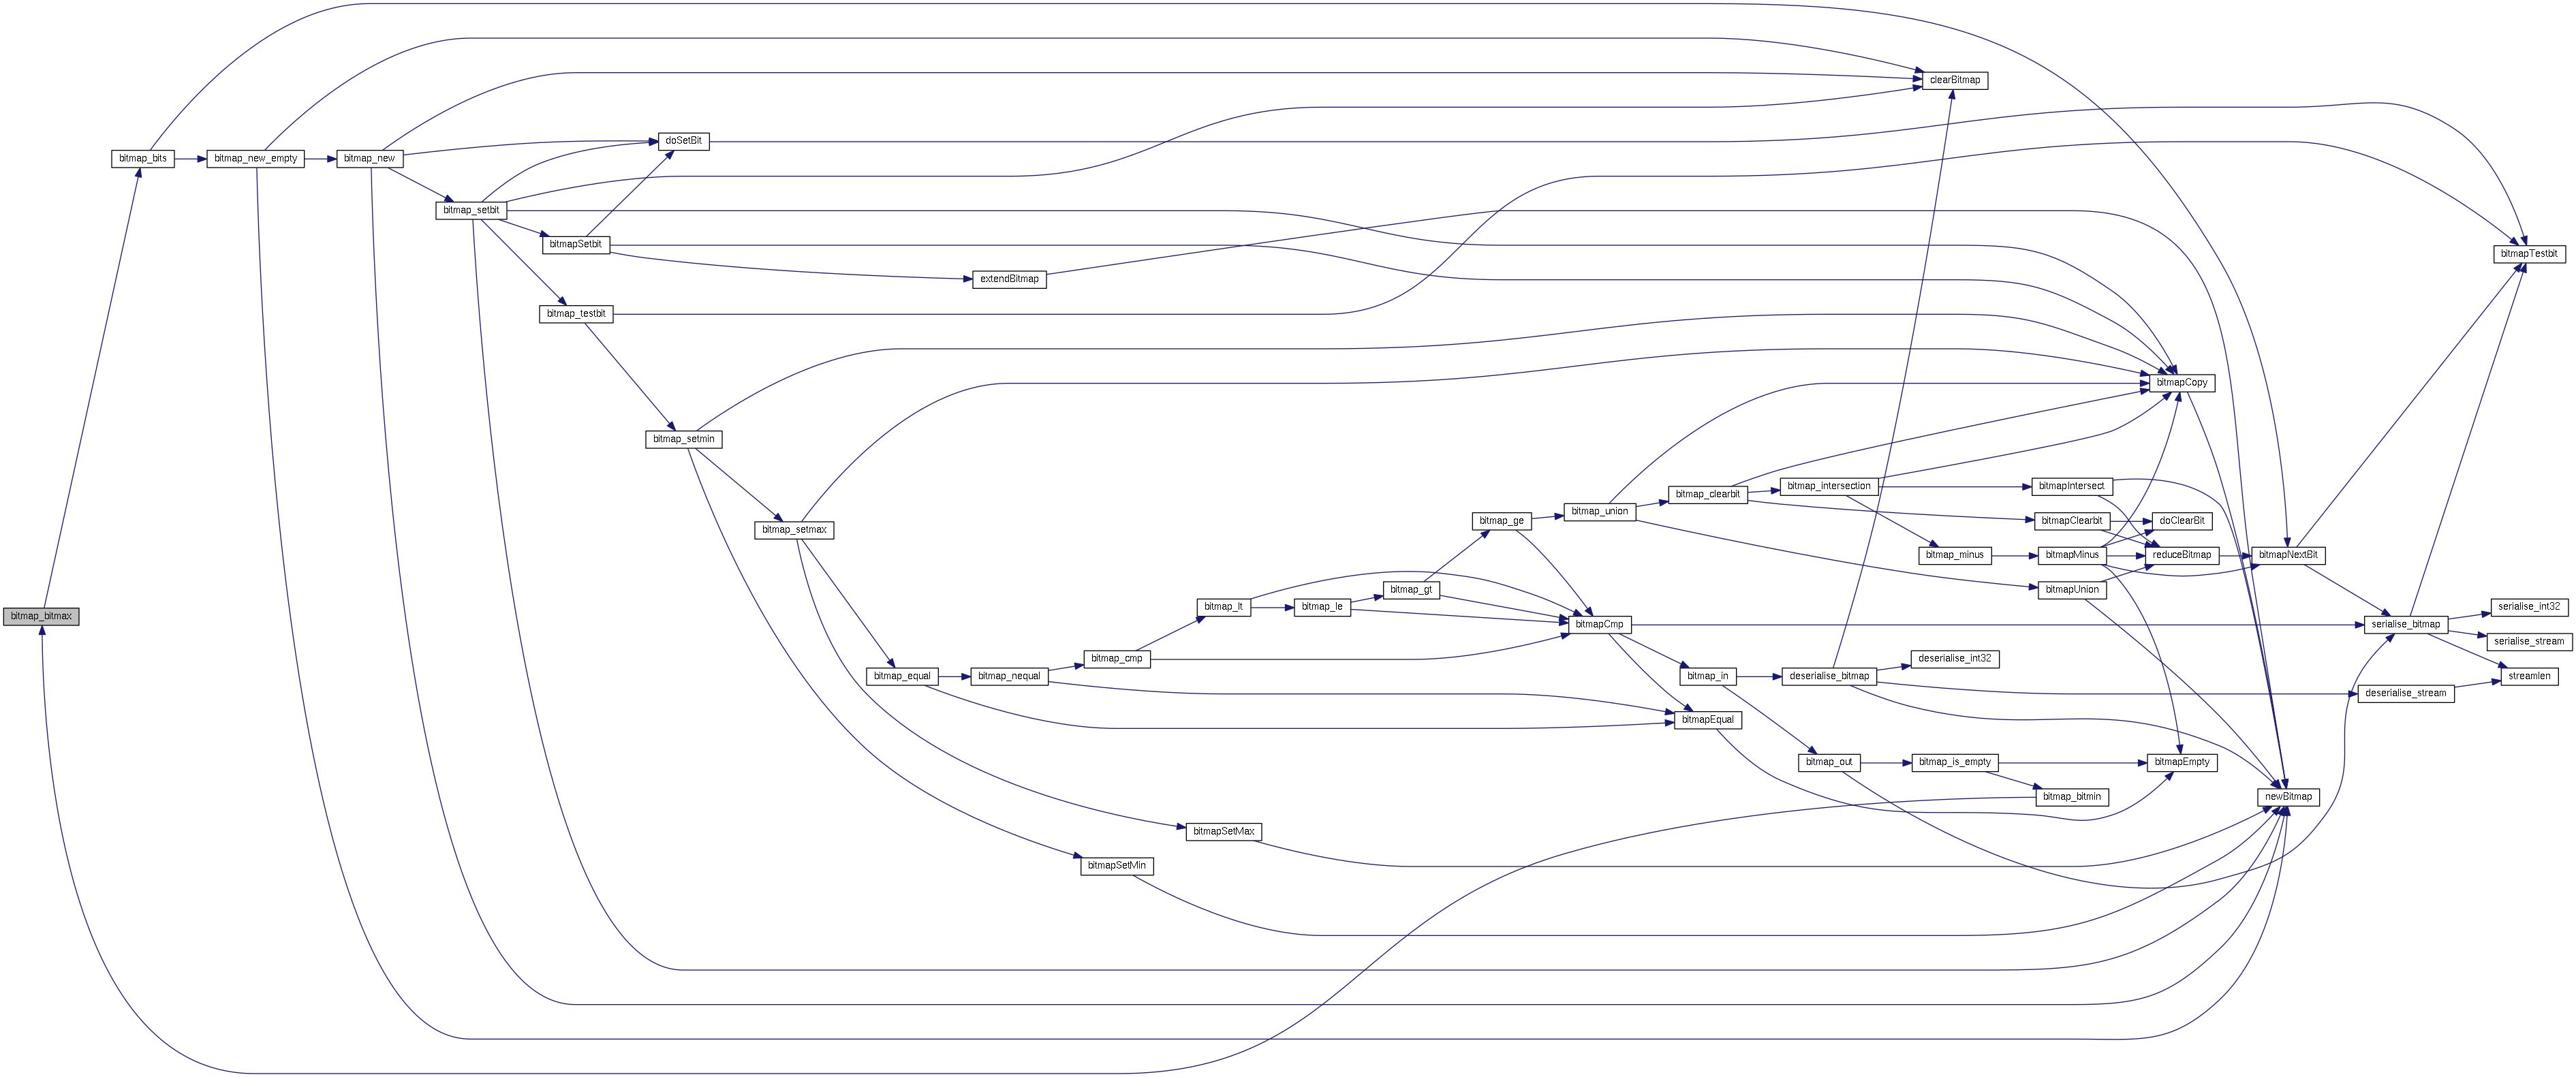 bitmap_bitmax
bitmap_bits
bitmap_new_empty
bitmap_new
bitmap_setbit
doSetBit
bitmapSetbit
bitmap_testbit
extendBitmap
bitmap_setmin
bitmap_setmax
bitmap_equal
bitmap_nequal
bitmap_cmp
bitmap_lt
bitmap_le
bitmap_gt
bitmap_ge
bitmapCmp
bitmap_union
bitmap_clearbit
bitmap_intersection
bitmap_minus
bitmapIntersect
bitmapClearbit
bitmapMinus
bitmapUnion
doClearBit
reduceBitmap
bitmapNextBit
clearBitmap
bitmapTestbit
bitmapCopy
serialise_bitmap
serialise_int32
serialise_stream
streamlen
deserialise_stream
deserialise_int32
deserialise_bitmap
bitmap_in
bitmapEqual
bitmap_out
bitmap_is_empty
bitmapEmpty
bitmap_bitmin
newBitmap
bitmapSetMax
bitmapSetMin